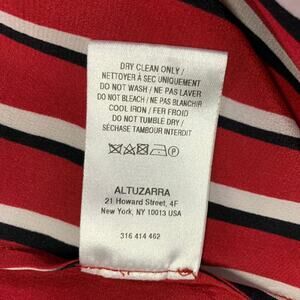 DRY CLEAN ONLY /
NETTOYER À SEC UNIQUEMENT
DO NOT WASH / NE PAS LAVER
DO NOT BLEACH / NE PAS BLANCHIR
COOL IRON / FER FROID
DO NOT TUMBLE DRY /
SÉCHASE TAMBOUR INTERDIT
ALTUZARRA
21 Howard Street, 4F
New York, NY 10013 USA
316 414 462